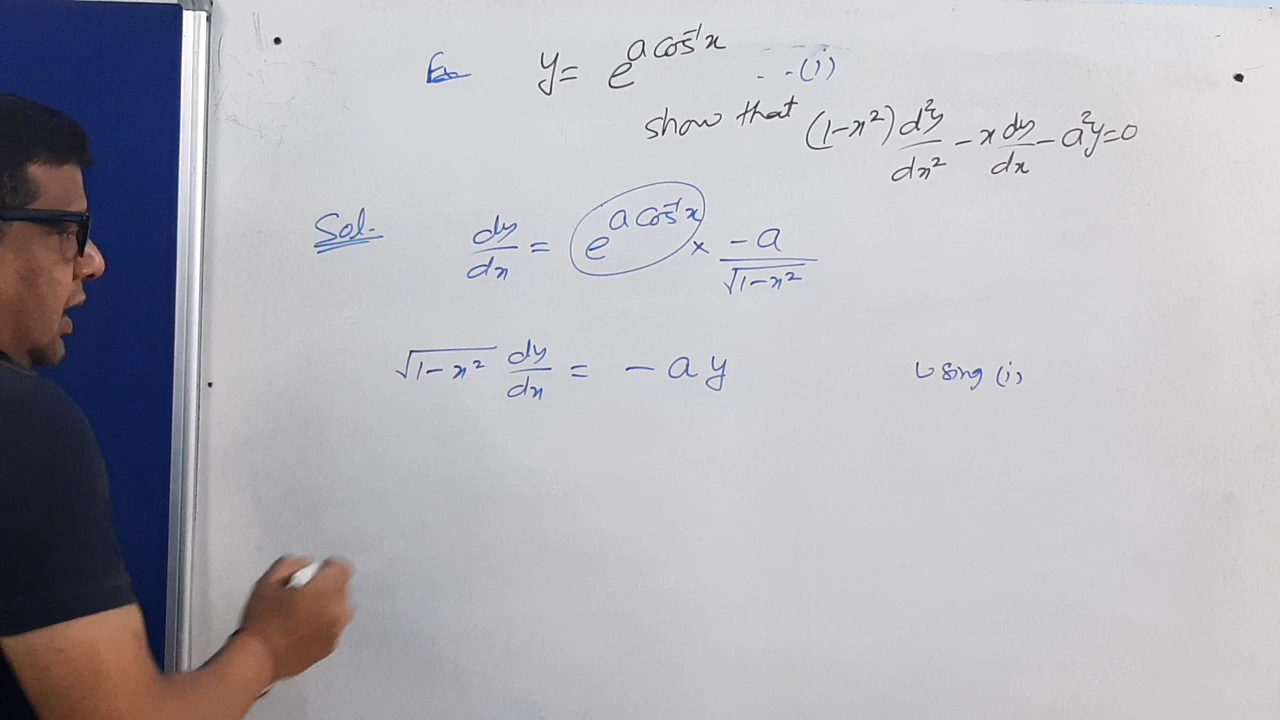 Ex y = e^{a cos⁻¹x} ...(i)
show that (1-x²) d²y/dx² - x dy/dx - a²y = 0
Sol. dy/dx = e^{a cos⁻¹x} × -a/√(1-x²)
√(1-x²) dy/dx = -a y Using (i)